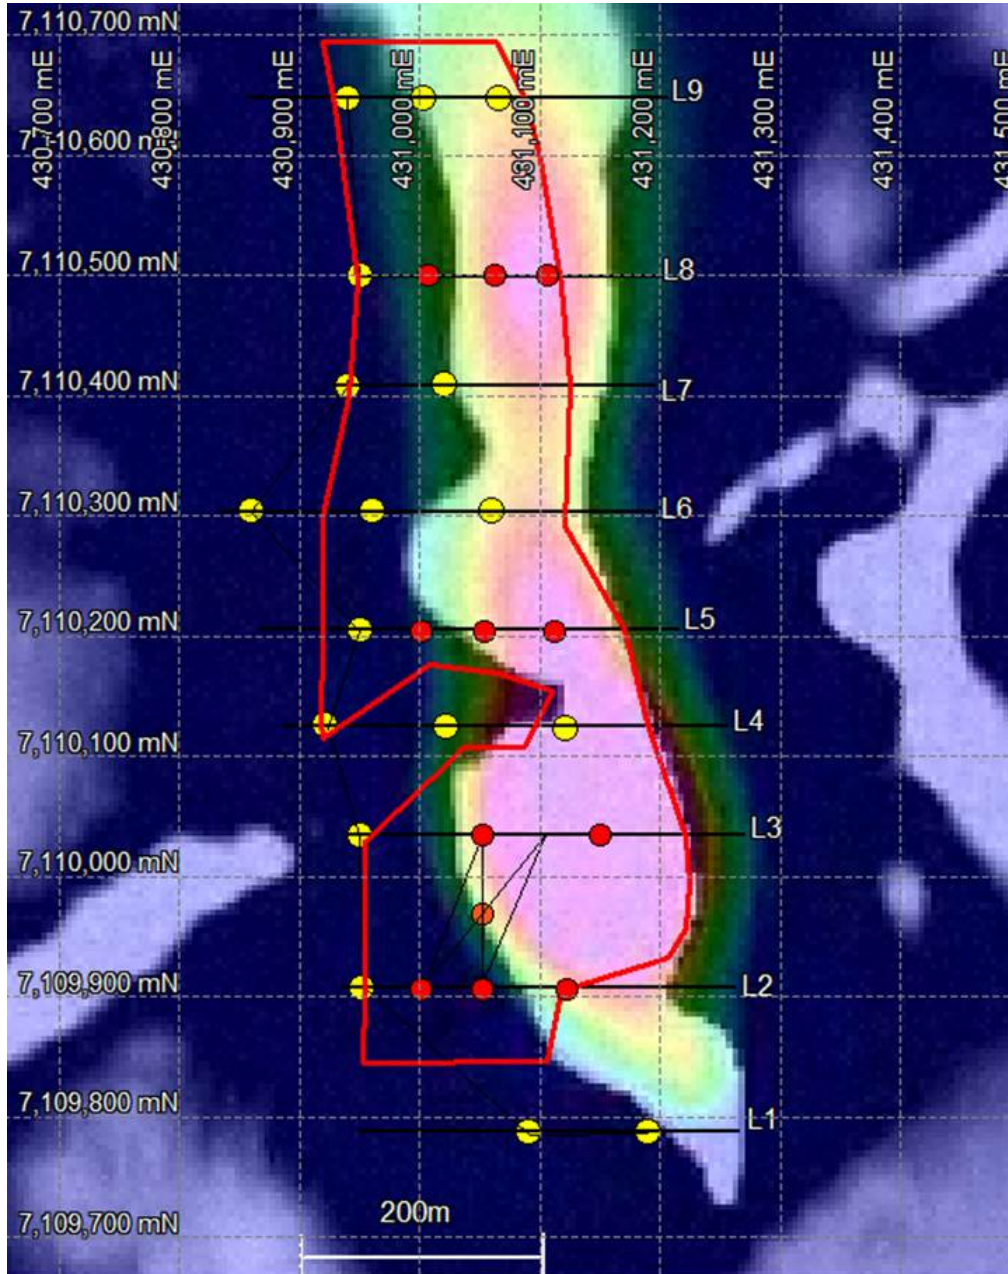 7,110,700 mN
430,700 mE
430,800 mE
430,900 mE
431,000 mE
431,100 mE
431,200 mE
431,300 mE
431,400 mE
L9
7,110,600 mN
7,110,500 mN
L8
7,110,400 mN
L7
7,110,300 mN
L6
7,110,200 mN
L5
L4
7,110,100 mN
L3
7,110,000 mN
7,109,900 mN
L2
7,109,800 mN
L1
7,109,700 mN
200m